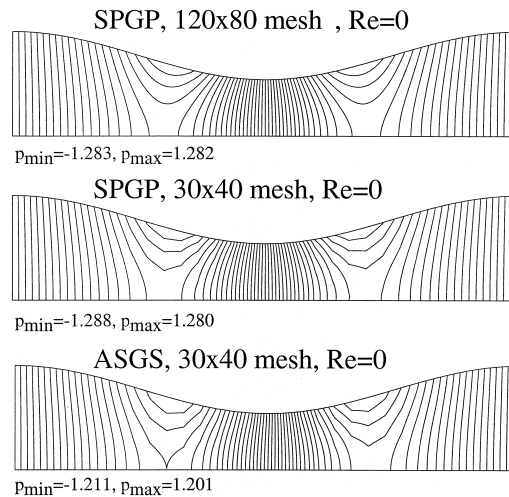 SPGP, 120x80 mesh , Re=0
pmin=-1.283, pmax=1.282
SPGP, 30x40 mesh, Re=0
pmin=-1.288, pmax=1.280
ASGS, 30x40 mesh, Re=0
pmin=-1.211, pmax=1.201